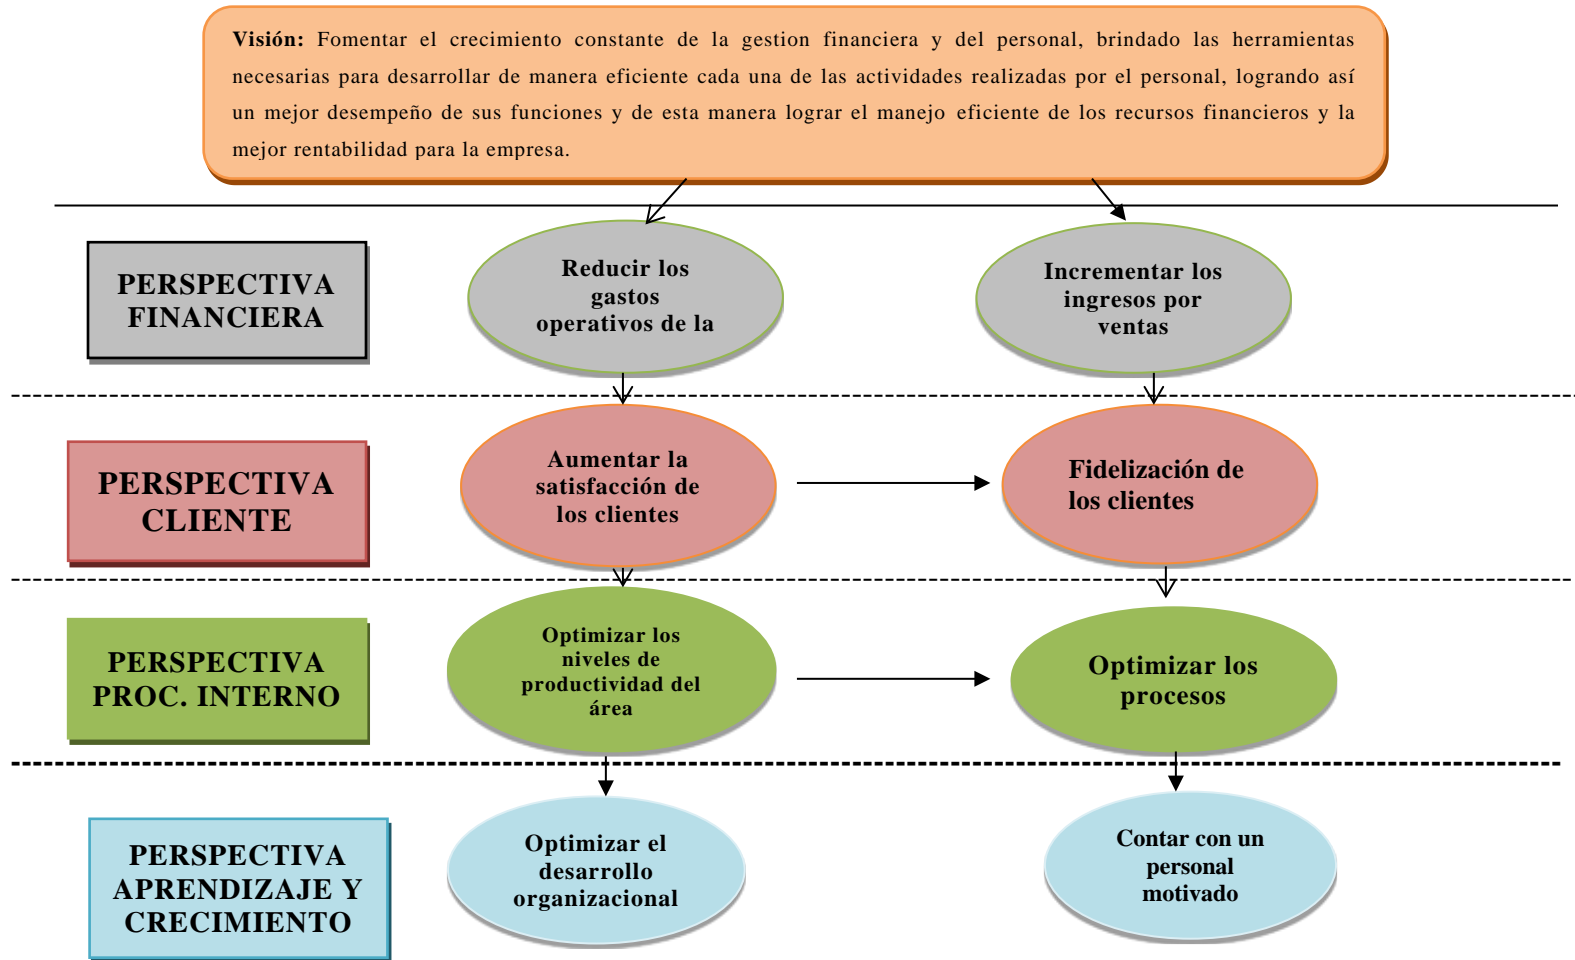 Visión: Fomentar el crecimiento constante de la gestion financiera y del personal, brindado las herramientas
necesarias para desarrollar de manera eficiente cada una de las actividades realizadas por el personal, logrando así
un mejor desempeño de sus funciones y de esta manera lograr el manejo eficiente de los recursos financieros y la
mejor rentabilidad para la empresa.
PERSPECTIVA
FINANCIERA
Reducir los
gastos
operativos de la
Incrementar los
ingresos por
ventas
PERSPECTIVA
CLIENTE
Aumentar la
satisfacción de
los clientes
Fidelización de
los clientes
PERSPECTIVA
PROC. INTERNO
Optimizar los
niveles de
productividad del
área
Optimizar los
procesos
PERSPECTIVA
APRENDIZAJE Y
CRECIMIENTO
Optimizar el
desarrollo
organizacional
Contar con un
personal
motivado